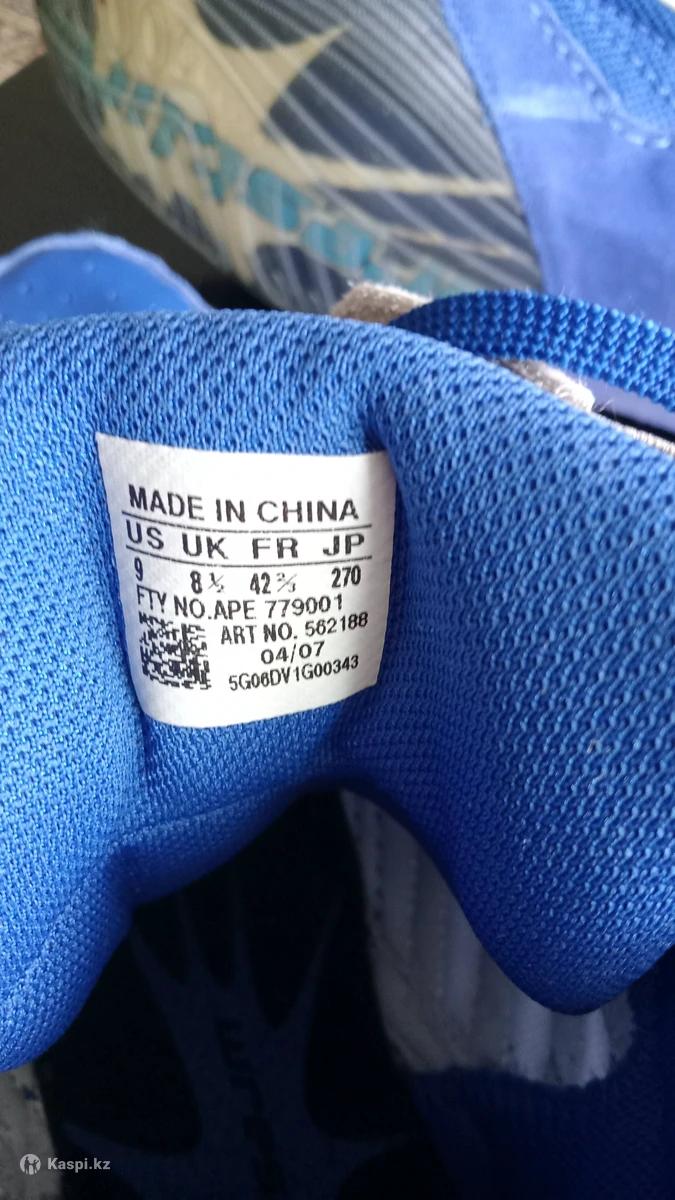 MADE IN CHINA
US UK FR JP
9 8½ 42⅔ 270
FTY NO.APE 779001
ART NO. 562188
04/07
5G06DV1G00343
Kaspi.kz